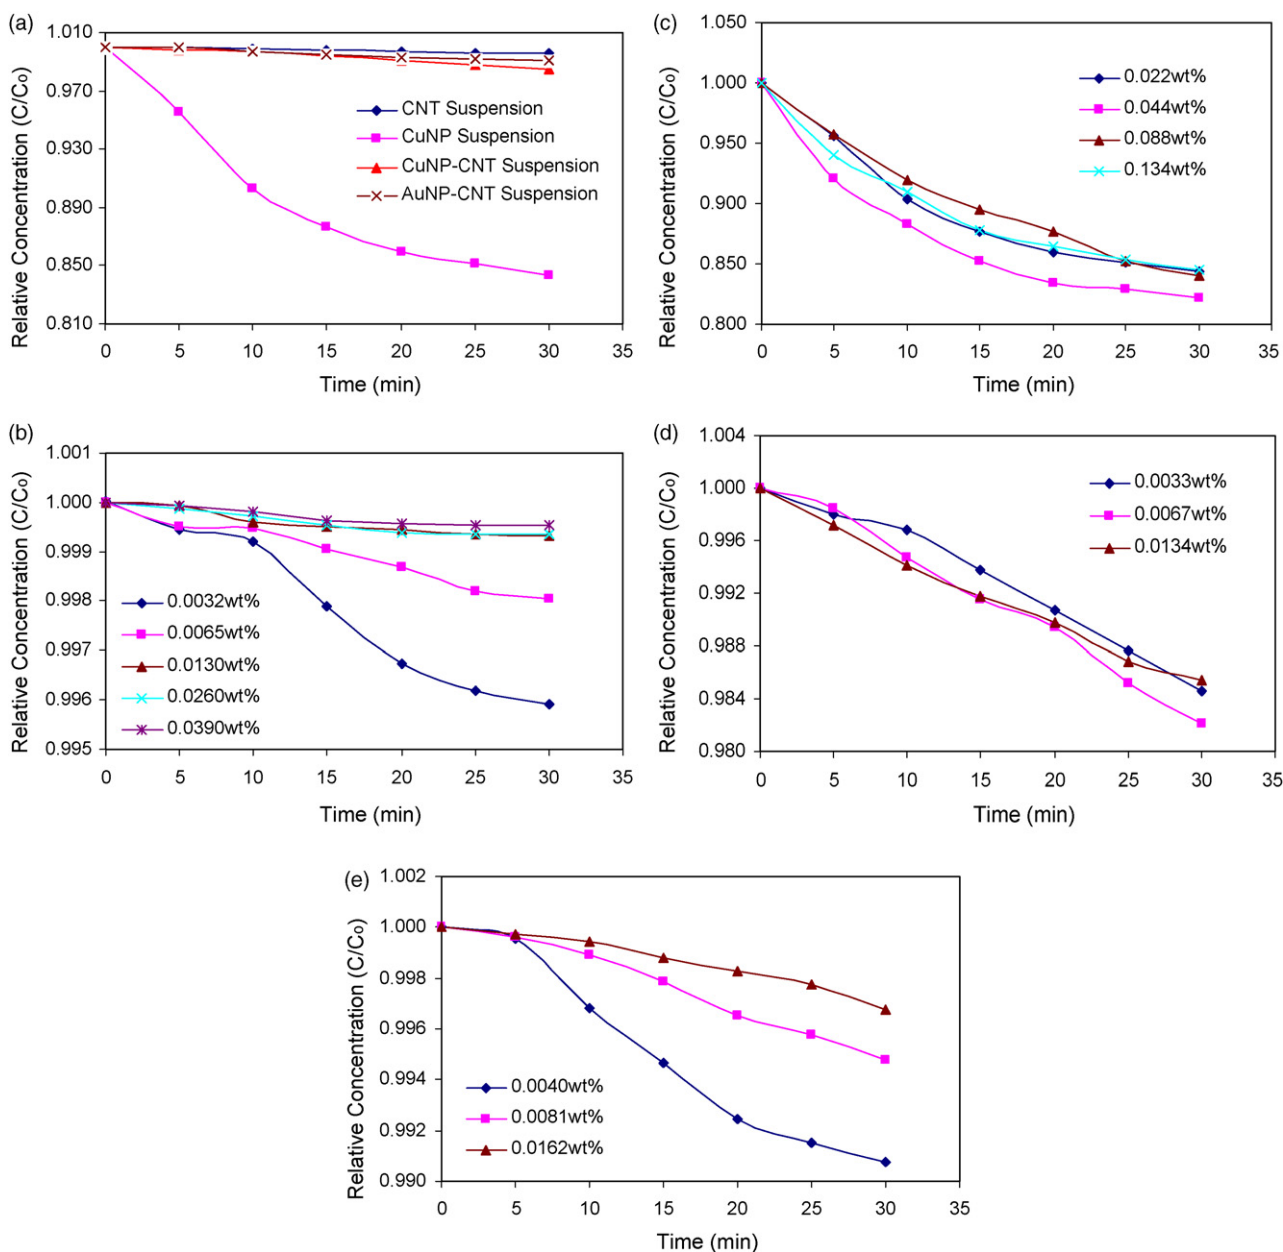 (a)
1.010
0.970
0.930
0.890
0.850
0.810
Relative Concentration (C/Co)
CNT Suspension
CuNP Suspension
CuNP-CNT Suspension
AuNP-CNT Suspension
0 5 10 15 20 25 30 35
Time (min)
(c)
1.050
1.000
0.950
0.900
0.850
0.800
Relative Concentration (C/Co)
0.022wt%
0.044wt%
0.088wt%
0.134wt%
0 5 10 15 20 25 30 35
Time (min)
(b)
1.001
1.000
0.999
0.998
0.997
0.996
0.995
Relative Concentration (C/Co)
0.0032wt%
0.0065wt%
0.0130wt%
0.0260wt%
0.0390wt%
0 5 10 15 20 25 30 35
Time (min)
(d)
1.004
1.000
0.996
0.992
0.988
0.984
0.980
Relative Concentration (C/Co)
0.0033wt%
0.0067wt%
0.0134wt%
0 5 10 15 20 25 30 35
Time (min)
(e)
1.002
1.000
0.998
0.996
0.994
0.992
0.990
Relative Concentration (C/Co)
0.0040wt%
0.0081wt%
0.0162wt%
0 5 10 15 20 25 30 35
Time (min)